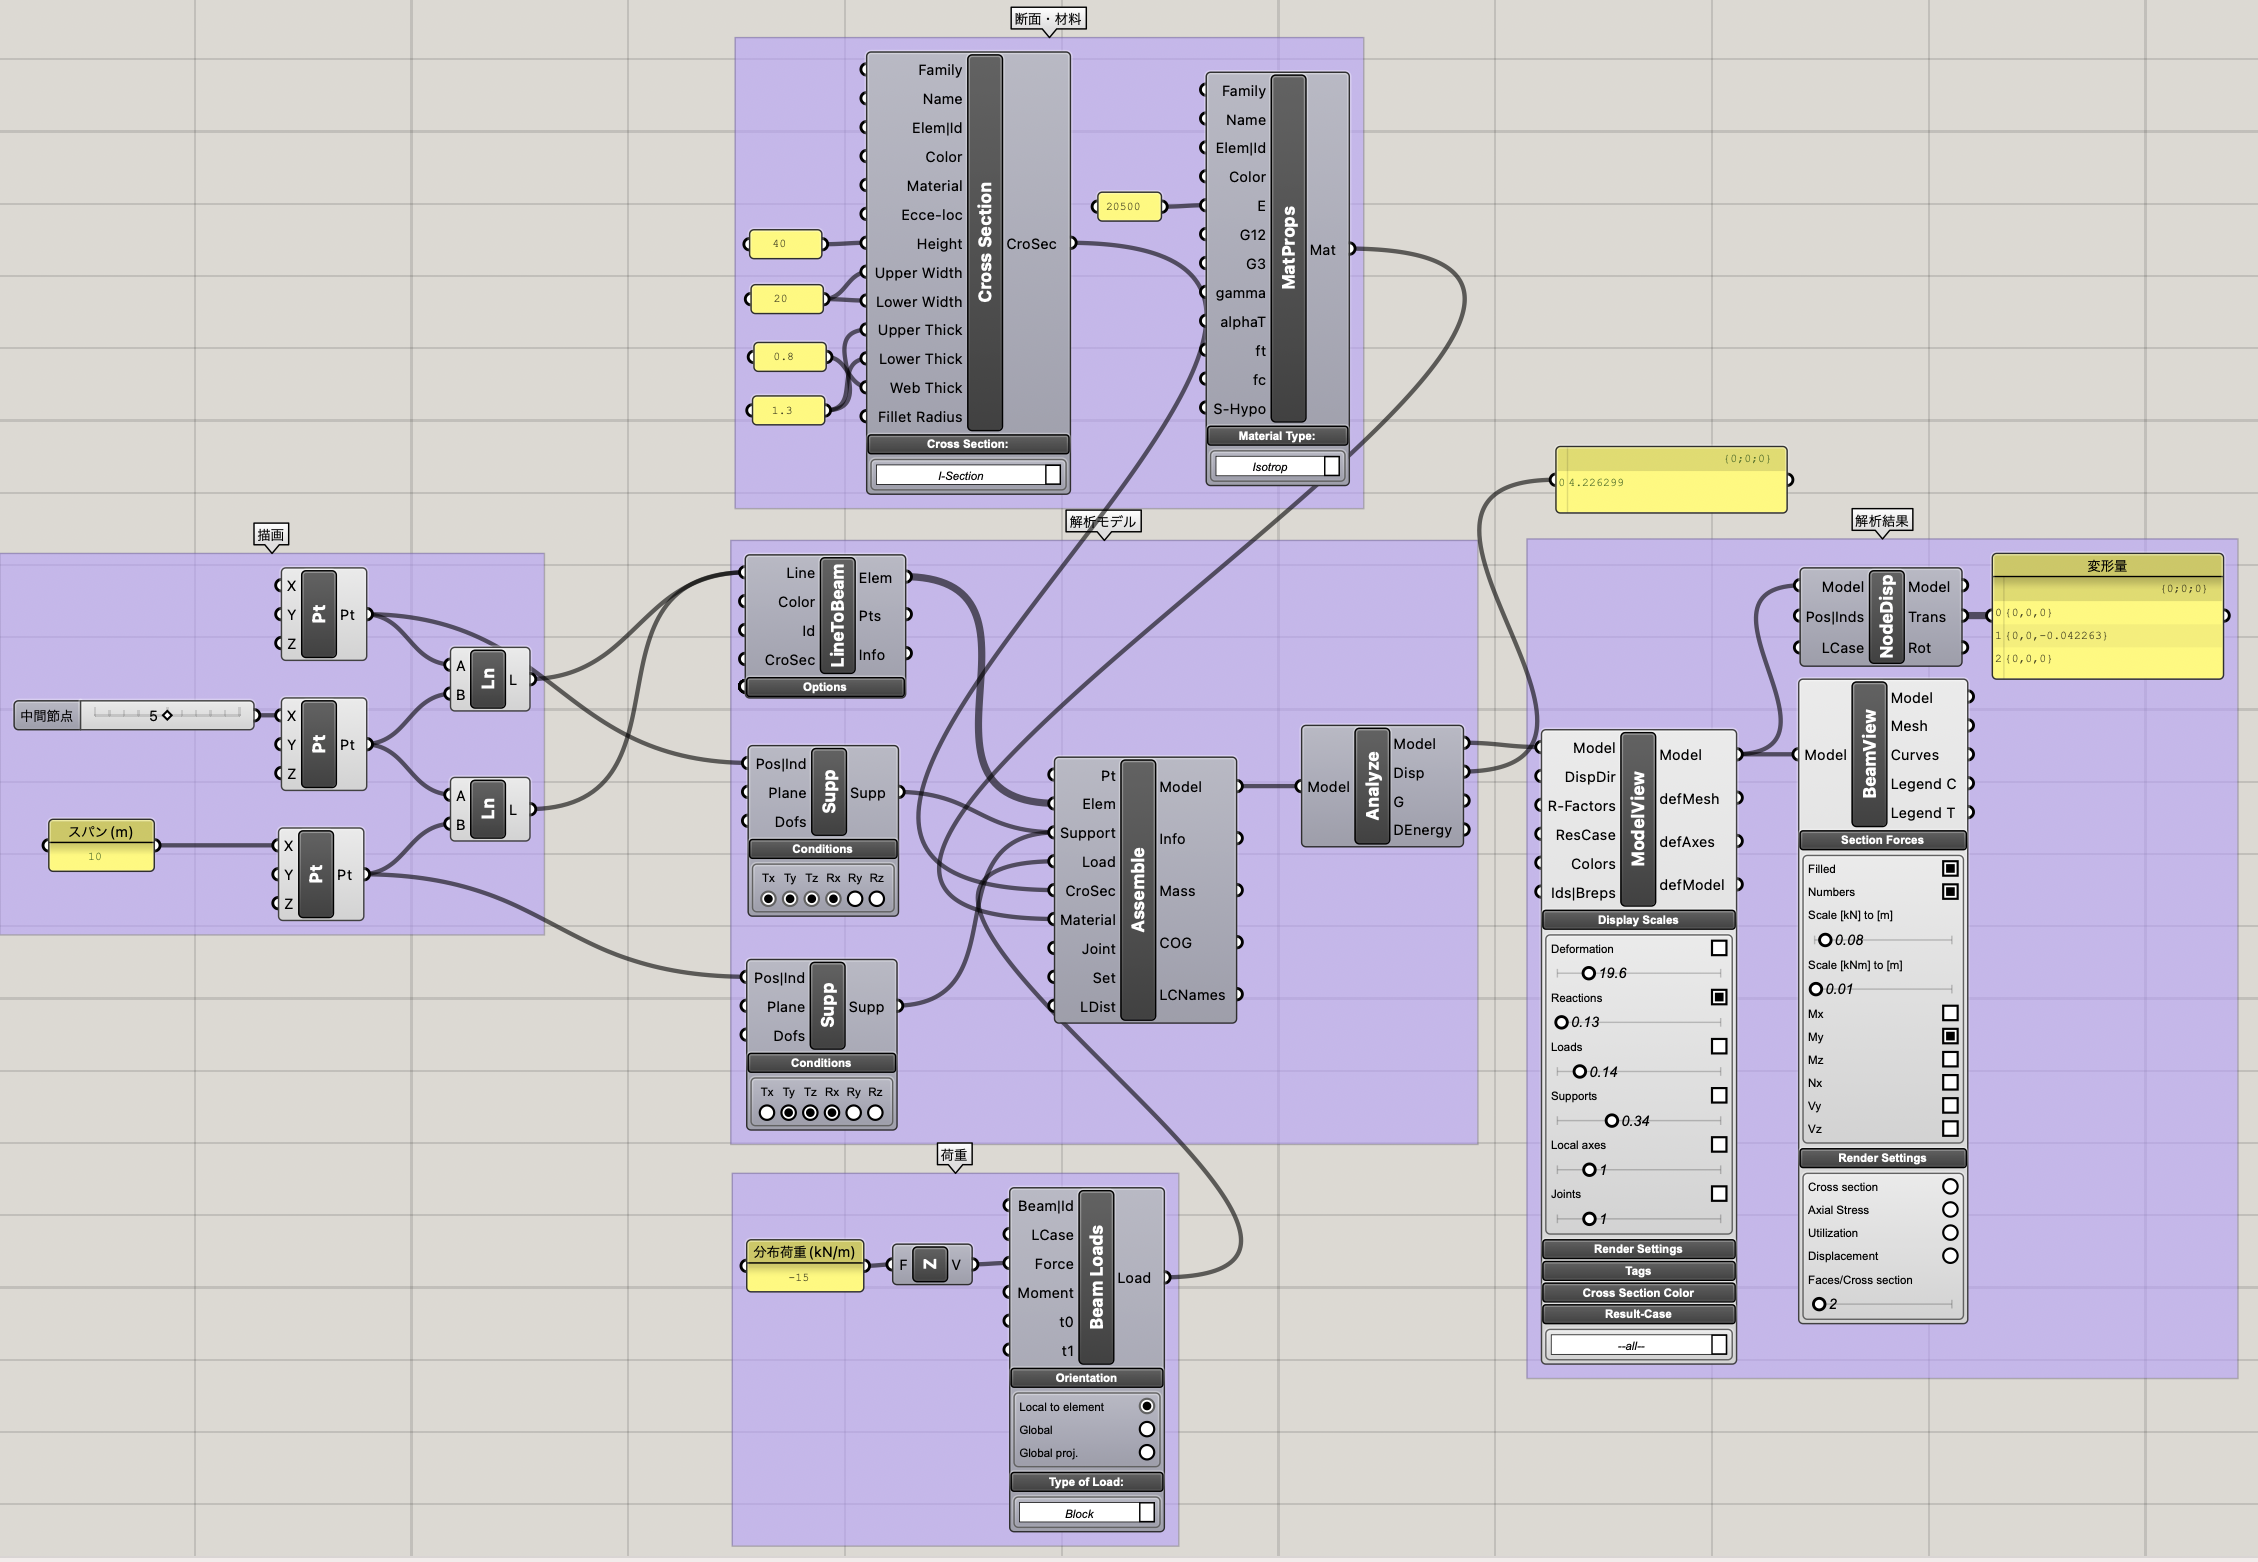 断面・材料
Family
Name
Elem|Id
Color
Material
Ecce-loc
Height
Upper Width
Lower Width
Upper Thick
Lower Thick
Web Thick
Fillet Radius
Cross Section
CroSec
Cross Section:
I-Section
40
20
0.8
1.3
20500
Family
Name
Elem|Id
Color
E
G12
G3
gamma
alphaT
ft
fc
S-Hypo
MatProps
Mat
Material Type:
Isotrop
描画
X
Y
Z
Pt
Pt
中間節点
5
X
Y
Z
Pt
Pt
スパン(m)
10
X
Y
Z
Pt
Pt
A
B
Ln
L
A
B
Ln
L
解析モデル
Line
Color
Id
CroSec
LineToBeam
Elem
Pts
Info
Options
Pos|Ind
Plane
Dofs
Supp
Supp
Conditions
Tx Ty Tz Rx Ry Rz
Pos|Ind
Plane
Dofs
Supp
Supp
Conditions
Tx Ty Tz Rx Ry Rz
Pt
Elem
Support
Load
CroSec
Material
Joint
Set
LDist
Assemble
Model
Info
Mass
COG
LCNames
Model
Analyze
Model
Disp
G
DEnergy
荷重
分布荷重(kN/m)
-15
F
Z
V
Beam|Id
LCase
Force
Moment
t0
t1
Beam Loads
Load
Orientation
Local to element
Global
Global proj.
Type of Load:
Block
{0;0;0}
0 4.226299
解析結果
Model
DispDir
R-Factors
ResCase
Colors
Ids|Breps
ModelView
Model
defMesh
defAxes
defModel
Display Scales
Deformation
19.6
Reactions
0.13
Loads
0.14
Supports
0.34
Local axes
1
Joints
1
Render Settings
Tags
Cross Section Color
Result-Case
--all--
Model
Pos|Inds
LCase
NodeDisp
Model
Trans
Rot
変形量
{0;0;0}
0 {0,0,0}
1 {0,0,-0.042263}
2 {0,0,0}
Model
BeamView
Model
Mesh
Curves
Legend C
Legend T
Section Forces
Filled
Numbers
Scale [kN] to [m]
0.08
Scale [kNm] to [m]
0.01
Mx
My
Mz
Nx
Vy
Vz
Render Settings
Cross section
Axial Stress
Utilization
Displacement
Faces/Cross section
2